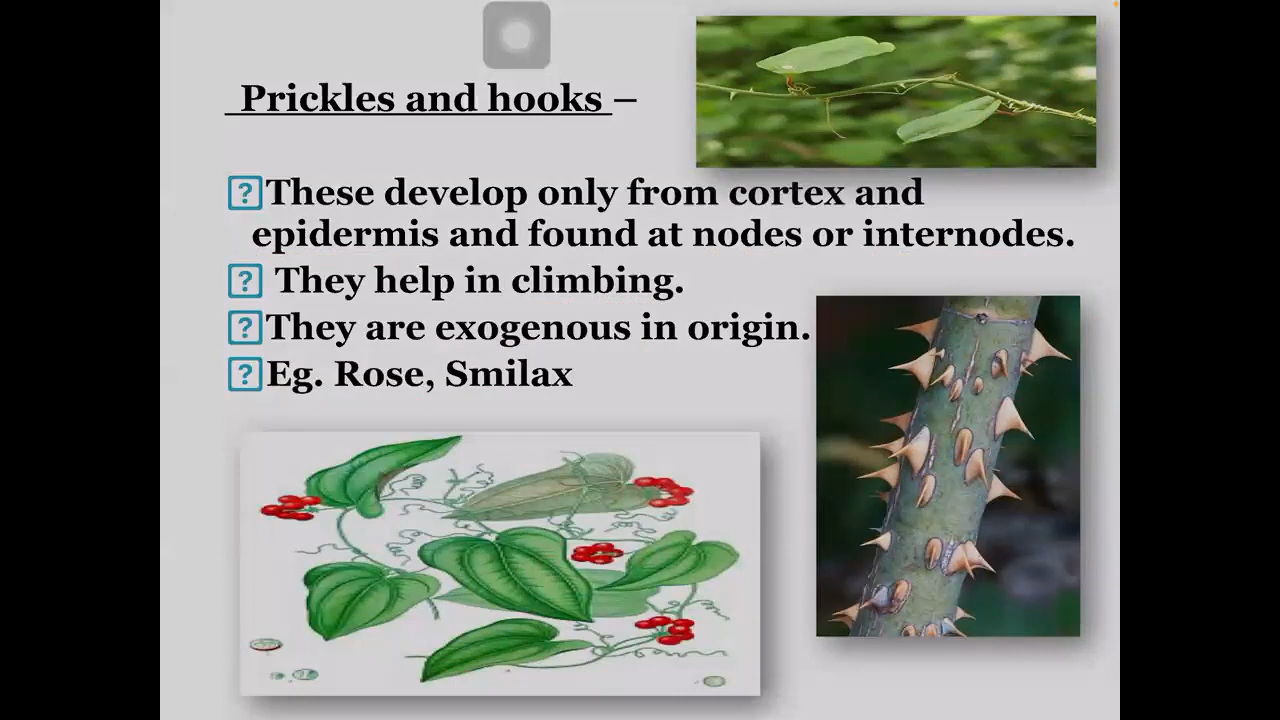 Prickles and hooks –
These develop only from cortex and
epidermis and found at nodes or internodes.
They help in climbing.
They are exogenous in origin.
Eg. Rose, Smilax